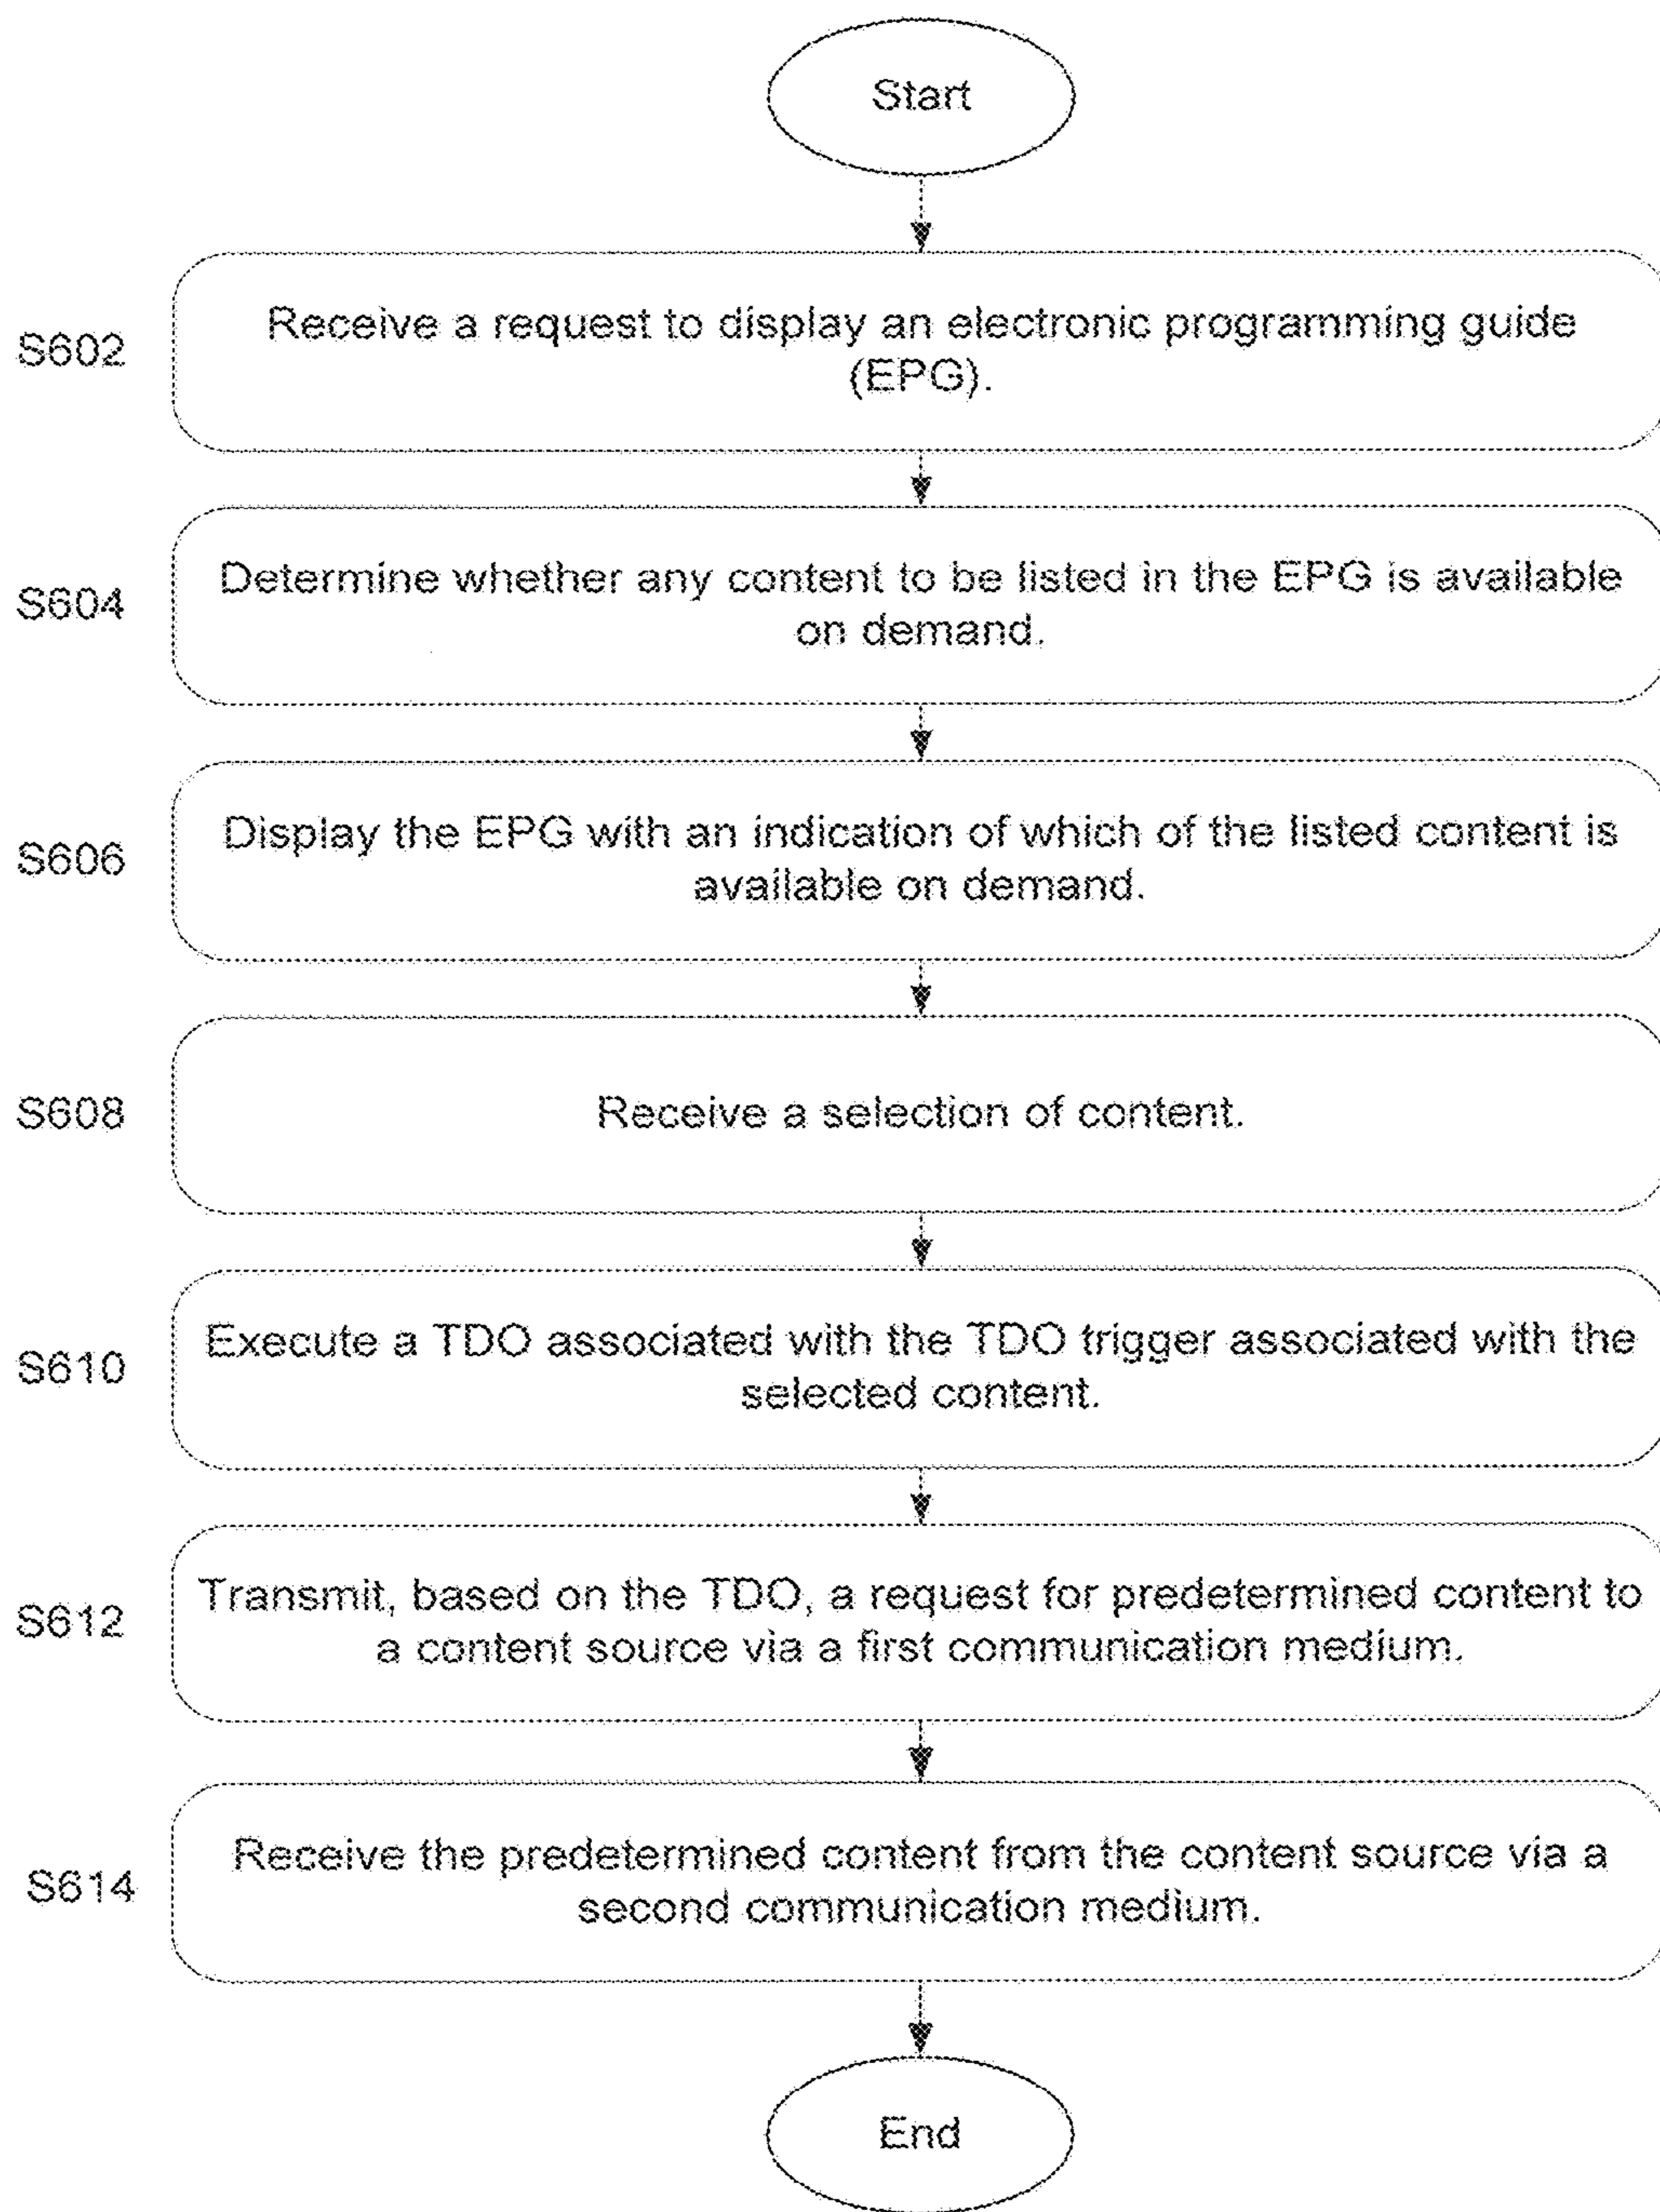 Start
S602
Receive a request to display an electronic programming guide
(EPG).
S604
Determine whether any content to be listed in the EPG is available
on demand.
S606
Display the EPG with an indication of which of the listed content is
available on demand.
S608
Receive a selection of content.
S610
Execute a TDO associated with the TDO trigger associated with the
selected content.
S612
Transmit, based on the TDO, a request for predetermined content to
a content source via a first communication medium.
S614
Receive the predetermined content from the content source via a
second communication medium.
End